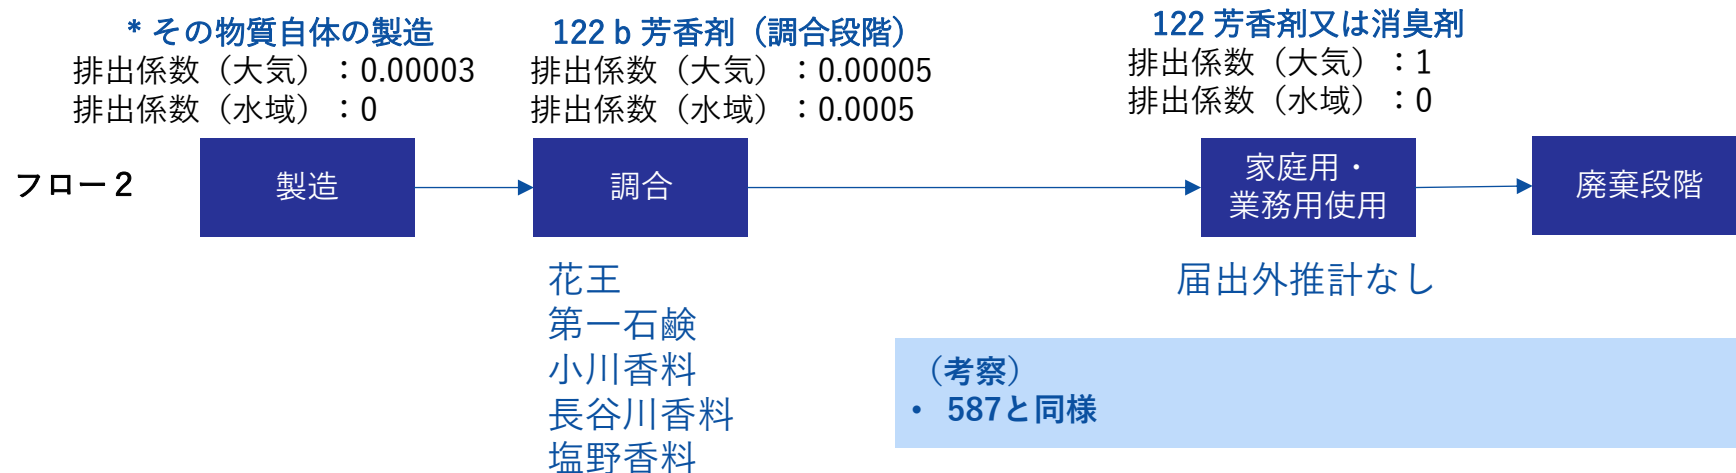 * その物質自体の製造
排出係数（大気）：0.00003
排出係数（水域）：0
122 b 芳香剤（調合段階）
排出係数（大気）：0.00005
排出係数（水域）：0.0005
122 芳香剤又は消臭剤
排出係数（大気）：1
排出係数（水域）：0
フロー２
製造
調合
家庭用・
業務用使用
廃棄段階
花王
第一石鹸
小川香料
長谷川香料
塩野香料
届出外推計なし
（考察）
• 587と同様